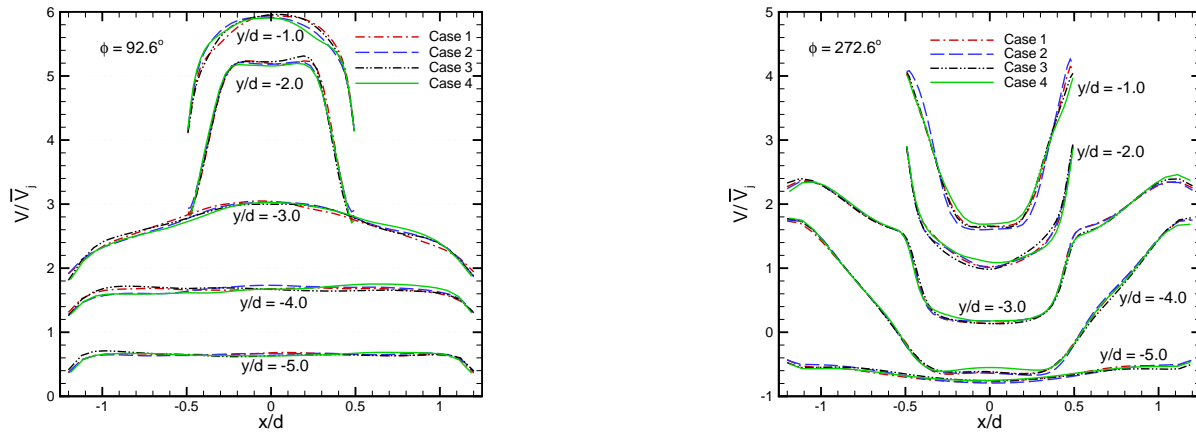 6
5
4
3
2
1
0
-1
-0.5
0
0.5
1
x/d
V/V̅j
ϕ = 92.6°
Case 1
Case 2
Case 3
Case 4
y/d = -1.0
y/d = -2.0
y/d = -3.0
y/d = -4.0
y/d = -5.0
5
4
3
2
1
0
-1
-1
-0.5
0
0.5
1
x/d
V/V̅j
ϕ = 272.6°
Case 1
Case 2
Case 3
Case 4
y/d = -1.0
y/d = -2.0
y/d = -3.0
y/d = -4.0
y/d = -5.0